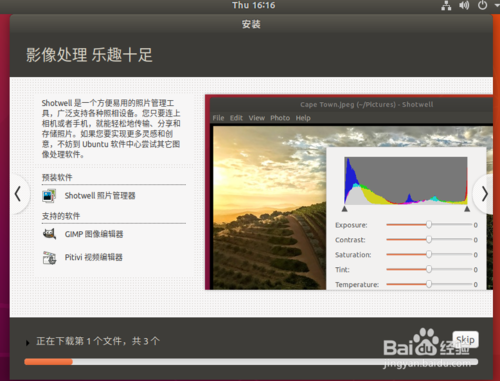 Thu 16:16
安装
影像处理 乐趣十足
Shotwell 是一个方便易用的照片管理工
具，广泛支持各种照相设备。您只要连上
相机或者手机，就能轻松地传输、分享和
存储照片。如果您要实现更多灵感和创
意，不妨到 Ubuntu 软件中心尝试其它图
像处理软件。
预装软件
Shotwell 照片管理器
支持的软件
GIMP 图像编辑器
Pitivi 视频编辑器
Cape Town.jpeg (~/Pictures) - Shotwell
File Edit View Photo Help
Exposure: 0
Contrast: 0
Saturation: 0
Tint: 0
Temperature: 0
正在下载第 1 个文件，共 3 个
Skip
Bai 经验
jingyan.baidu.com